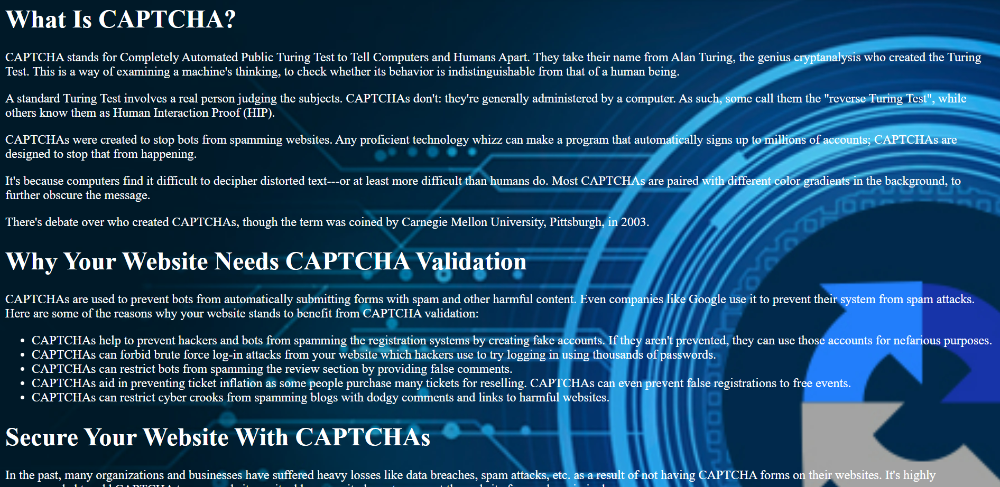 What Is CAPTCHA?
CAPTCHA stands for Completely Automated Public Turing Test to Tell Computers and Humans Apart. They take their name from Alan Turing, the genius cryptanalysis who created the Turing
Test. This is a way of examining a machine's thinking, to check whether its behavior is indistinguishable from that of a human being.
A standard Turing Test involves a real person judging the subjects. CAPTCHAs don't: they're generally administered by a computer. As such, some call them the "reverse Turing Test", while
others know them as Human Interaction Proof (HIP).
CAPTCHAs were created to stop bots from spamming websites. Any proficient technology whizz can make a program that automatically signs up to millions of accounts; CAPTCHAs are
designed to stop that from happening.
It's because computers find it difficult to decipher distorted text---or at least more difficult than humans do. Most CAPTCHAs are paired with different color gradients in the background, to
further obscure the message.
There's debate over who created CAPTCHAs, though the term was coined by Carnegie Mellon University, Pittsburgh, in 2003.
Why Your Website Needs CAPTCHA Validation
CAPTCHAs are used to prevent bots from automatically submitting forms with spam and other harmful content. Even companies like Google use it to prevent their system from spam attacks.
Here are some of the reasons why your website stands to benefit from CAPTCHA validation:
• CAPTCHAs help to prevent hackers and bots from spamming the registration systems by creating fake accounts. If they aren't prevented, they can use those accounts for nefarious purposes.
• CAPTCHAs can forbid brute force log-in attacks from your website which hackers use to try logging in using thousands of passwords.
• CAPTCHAs can restrict bots from spamming the review section by providing false comments.
• CAPTCHAs aid in preventing ticket inflation as some people purchase many tickets for reselling. CAPTCHAs can even prevent false registrations to free events.
• CAPTCHAs can restrict cyber crooks from spamming blogs with dodgy comments and links to harmful websites.
Secure Your Website With CAPTCHAs
In the past, many organizations and businesses have suffered heavy losses like data breaches, spam attacks, etc. as a result of not having CAPTCHA forms on their websites. It's highly